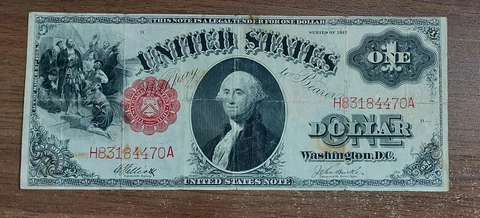 THIS NOTE IS A LEGAL TENDER FOR ONE DOLLAR
SERIES OF 1917
UNITED STATES
ONE
Will pay to Bearer
H83184470A
ONE
DOLLAR
H83184470A
Washington, D.C.
UNITED STATES NOTE